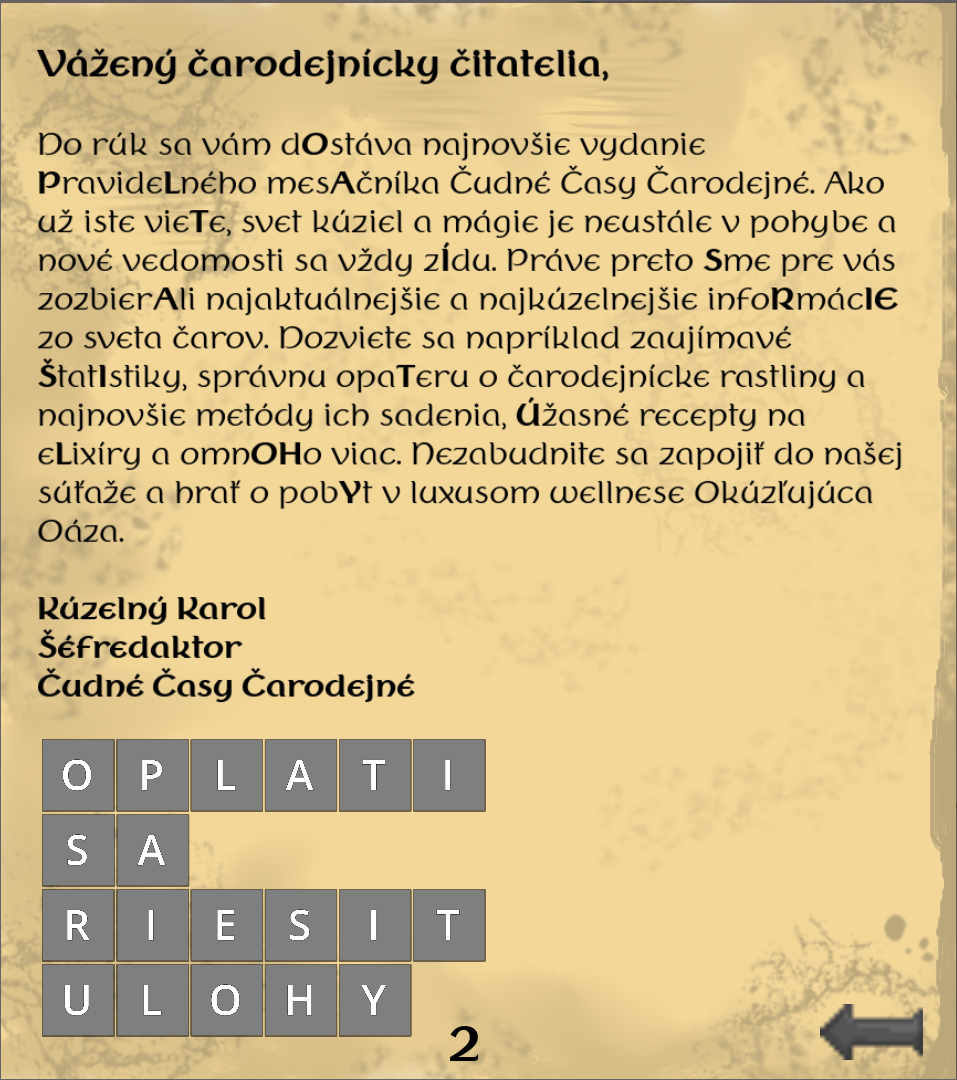 Vážený čarodejnícky čitatelia,
Do rúk sa vám dOstáva najnovšie vydanie
PravideLného mesAčníka Čudné Časy Čarodejné. Ako
už iste vieTe, svet kúziel a mágie je neustále v pohybe a
nové vedomosti sa vždy zÍdu. Práve preto Sme pre vás
zozbierAli najaktuálnejšie a najkúzelnejšie infoRmácIE
zo sveta čarov. Dozviete sa napríklad zaujímavé
ŠtatIstiky, správnu opaTeru o čarodejnícke rastliny a
najnovšie metódy ich sadenia, Úžasné recepty na
eLixíry a omnOHo viac. Nezabudnite sa zapojiť do našej
súťaže a hrať o pobYt v luxusom wellnese Okúzľujúca
Oáza.
Kúzelný Karol
Šéfredaktor
Čudné Časy Čarodejné
O P L A T I
S A
R I E S I T
U L O H Y
2